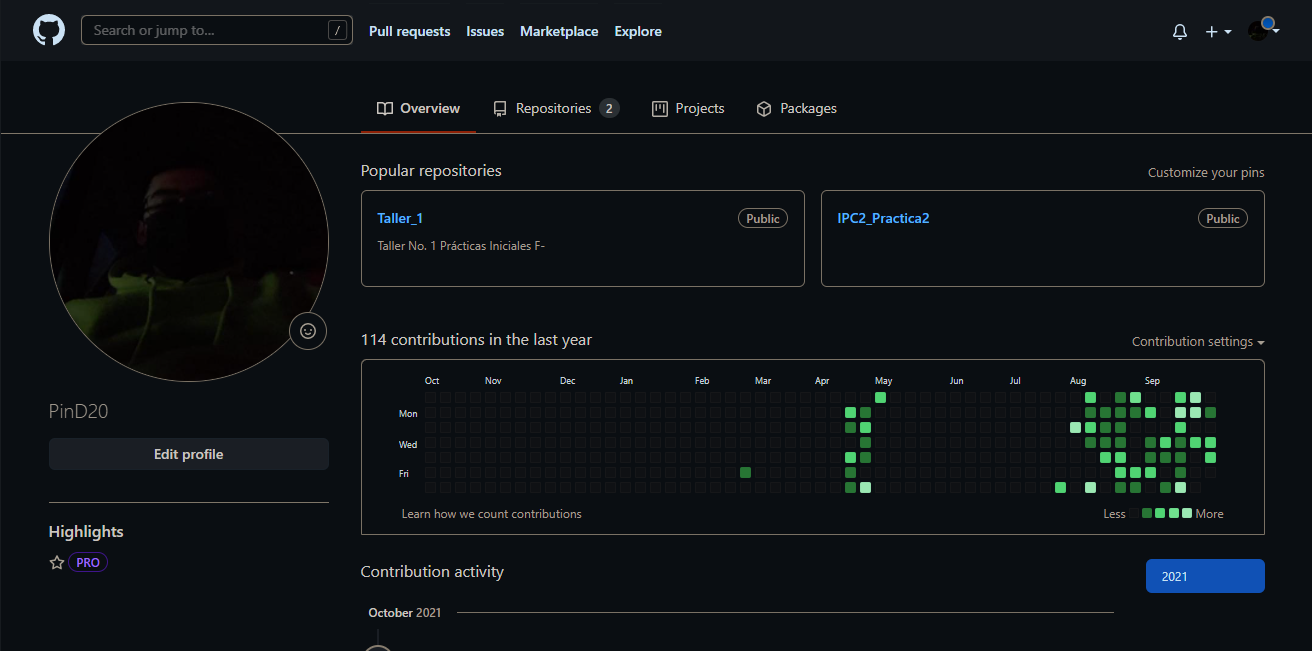 Search or jump to... / Pull requests Issues Marketplace Explore
Overview Repositories 2 Projects Packages
Popular repositories Customize your pins
Taller_1 Public
Taller No. 1 Prácticas Iniciales F-
IPC2_Practica2 Public
PinD20
Edit profile
Highlights
PRO
114 contributions in the last year Contribution settings
Oct Nov Dec Jan Feb Mar Apr May Jun Jul Aug Sep
Mon
Wed
Fri
Learn how we count contributions Less More
Contribution activity 2021
October 2021